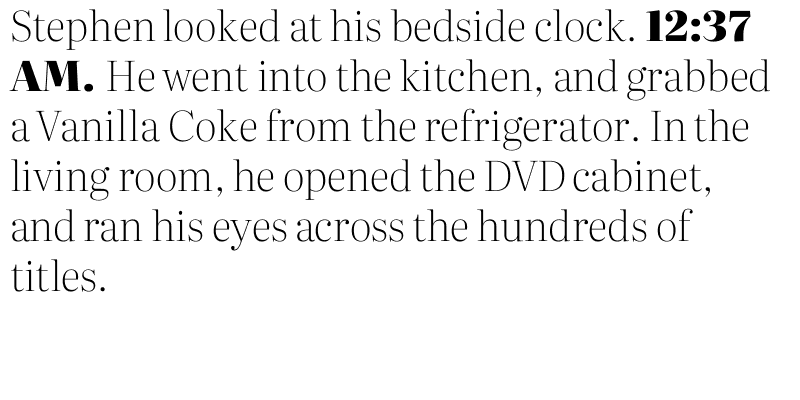 Stephen looked at his bedside clock. 12:37
AM. He went into the kitchen, and grabbed
a Vanilla Coke from the refrigerator. In the
living room, he opened the DVD cabinet,
and ran his eyes across the hundreds of
titles.